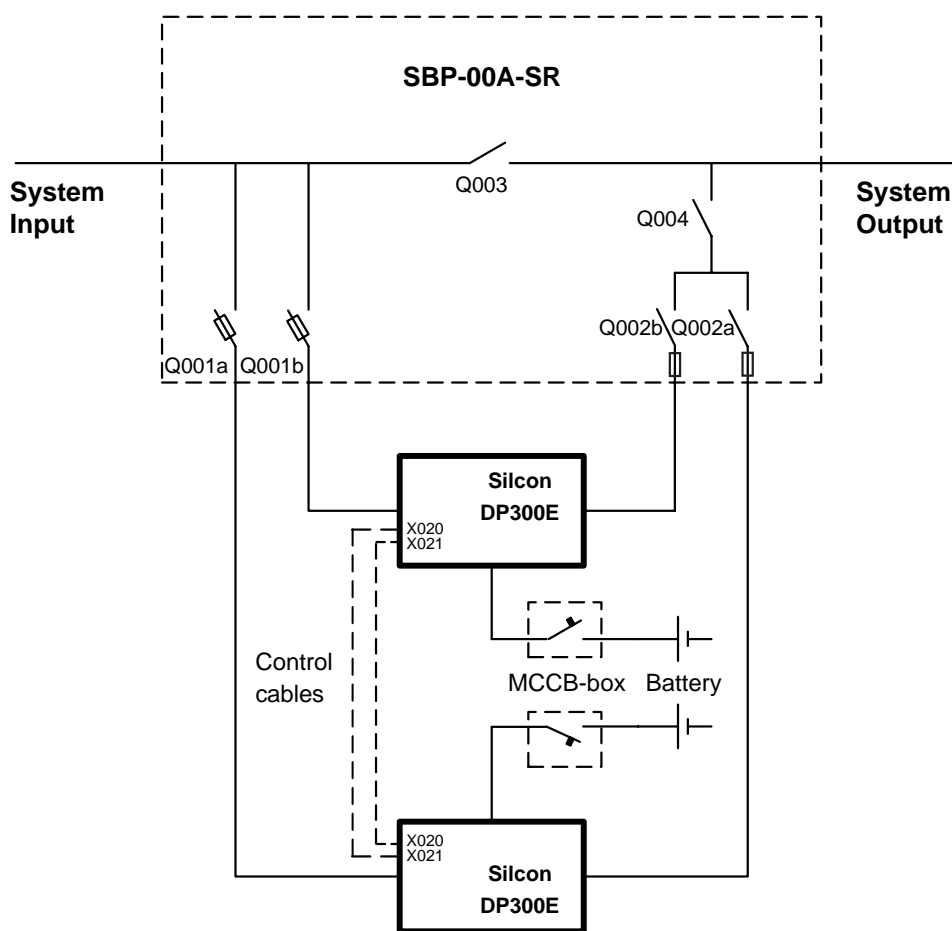 SBP-00A-SR
Q003
System
Input
System
Output
Q004
Q002b
Q002a
Q001a
Q001b
Silcon
DP300E
X020
X021
Control
cables
MCCB-box
Battery
X020
X021
Silcon
DP300E